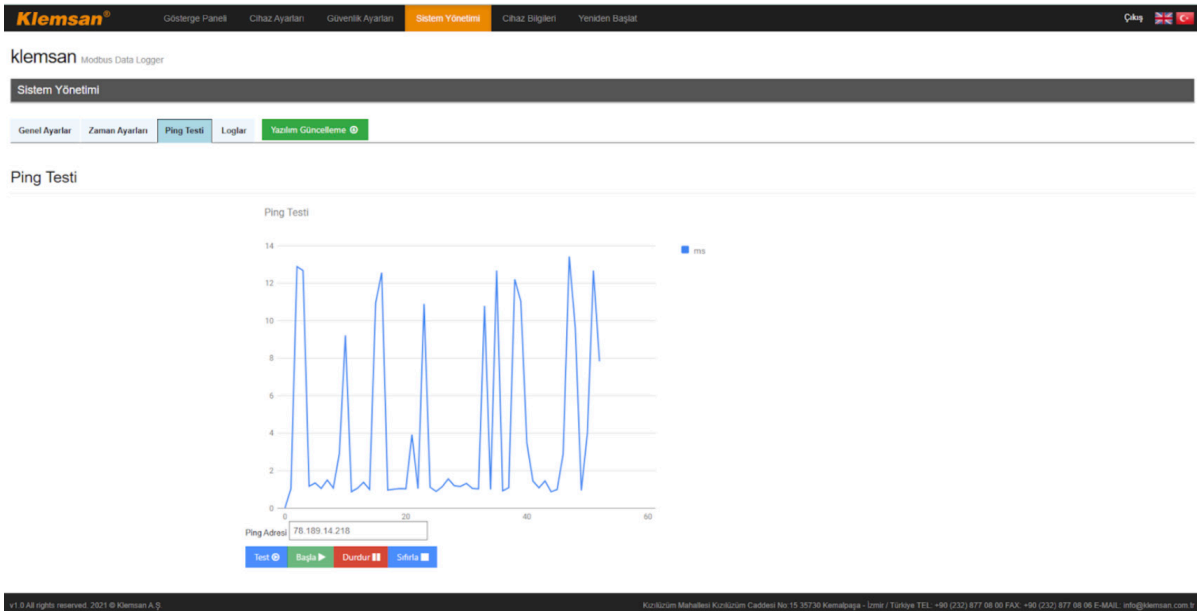 Klemsan®
Gösterge Paneli Cihaz Ayarları Güvenlik Ayarları Sistem Yönetimi Cihaz Bilgileri Yeniden Başlat Çıkış
klemsan Modbus Data Logger
Sistem Yönetimi
Genel Ayarlar Zaman Ayarları Ping Testi Loglar Yazılım Güncelleme
Ping Testi
Ping Testi
14
ms
12
10
8
6
4
2
0
0 20 40 60
Ping Adresi 78.189.14.218
Test Başla Durdur Sıfırla
v1.0 All rights reserved. 2021 © Klemsan A.Ş Kızılüzüm Mahallesi Kızılüzüm Caddesi No:15 35730 Kemalpaşa - İzmir / Türkiye TEL: +90 (232) 877 08 00 FAX: +90 (232) 877 08 06 E-MAIL: info@klemsan.com.tr